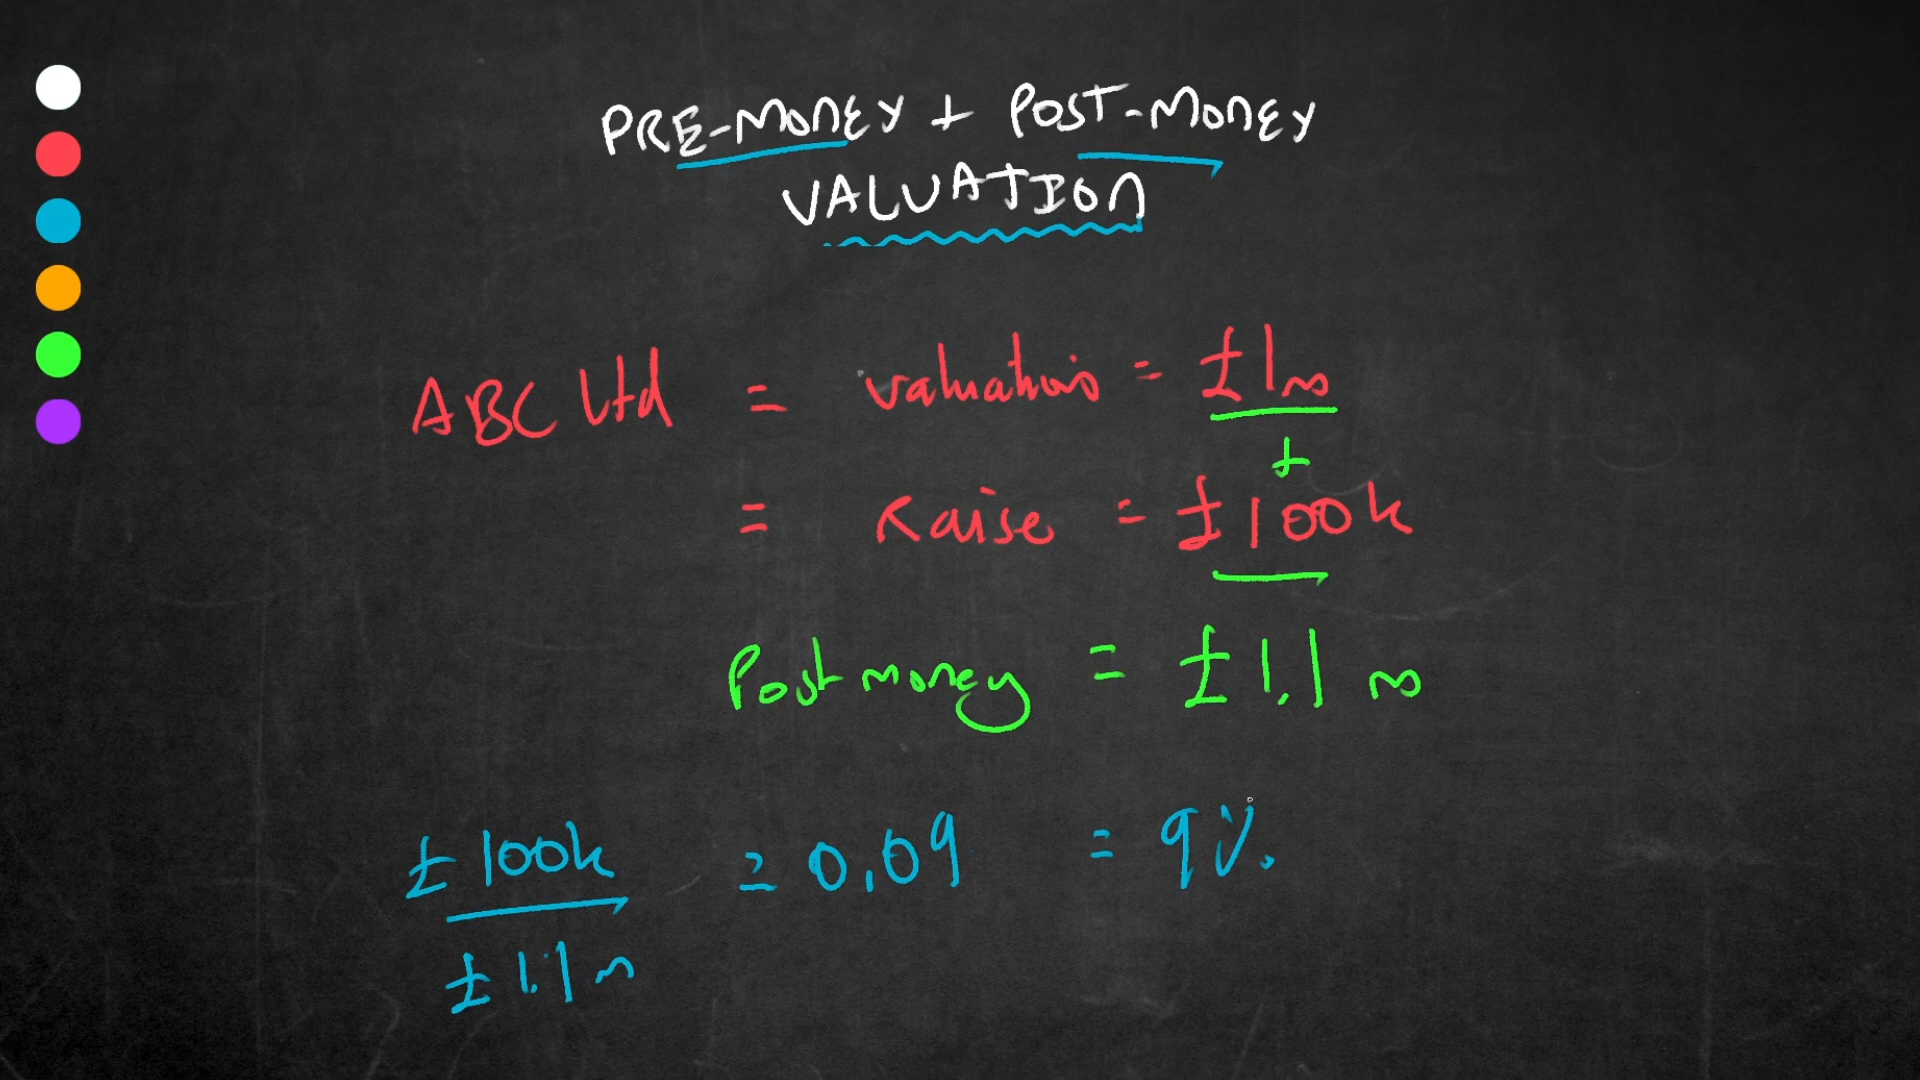 PRE-MONEY + POST-MONEY
VALUATION
ABC Ltd = valuation = £1m
+
= Raise = £100k
Post money = £1.1m
£100k = 0.09 = 9%
£1.1m